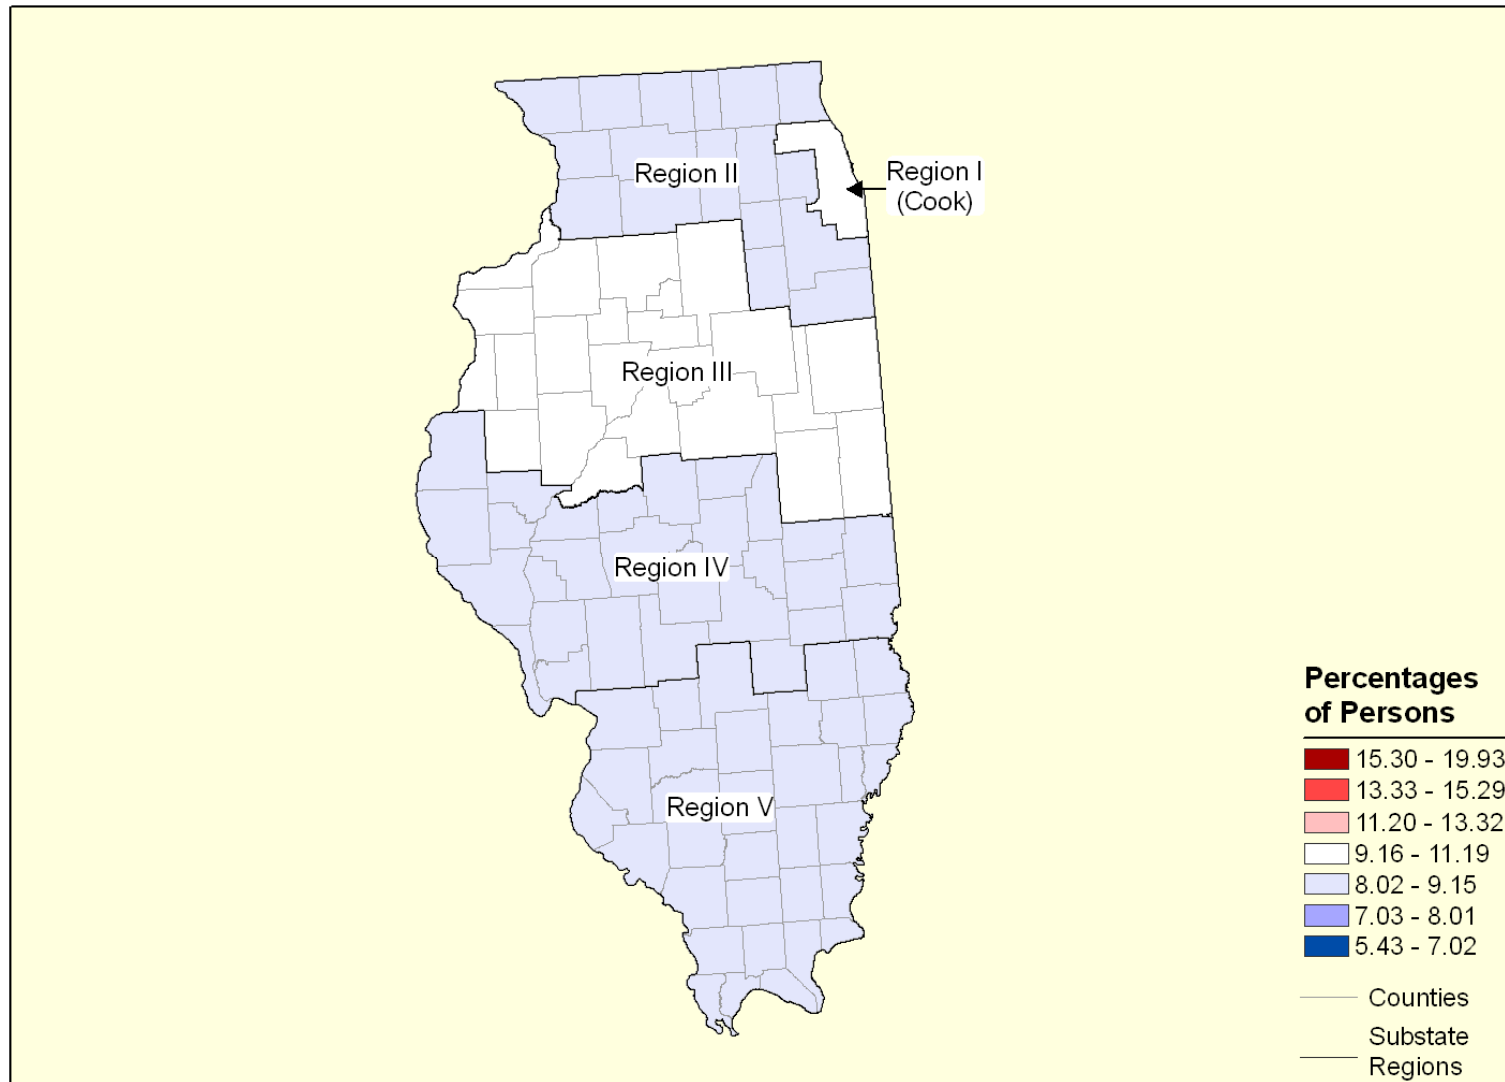 Region II
Region I
(Cook)
Region III
Region IV
Region V
Percentages
of Persons
15.30 - 19.93
13.33 - 15.29
11.20 - 13.32
9.16 - 11.19
8.02 - 9.15
7.03 - 8.01
5.43 - 7.02
Counties
Substate
Regions